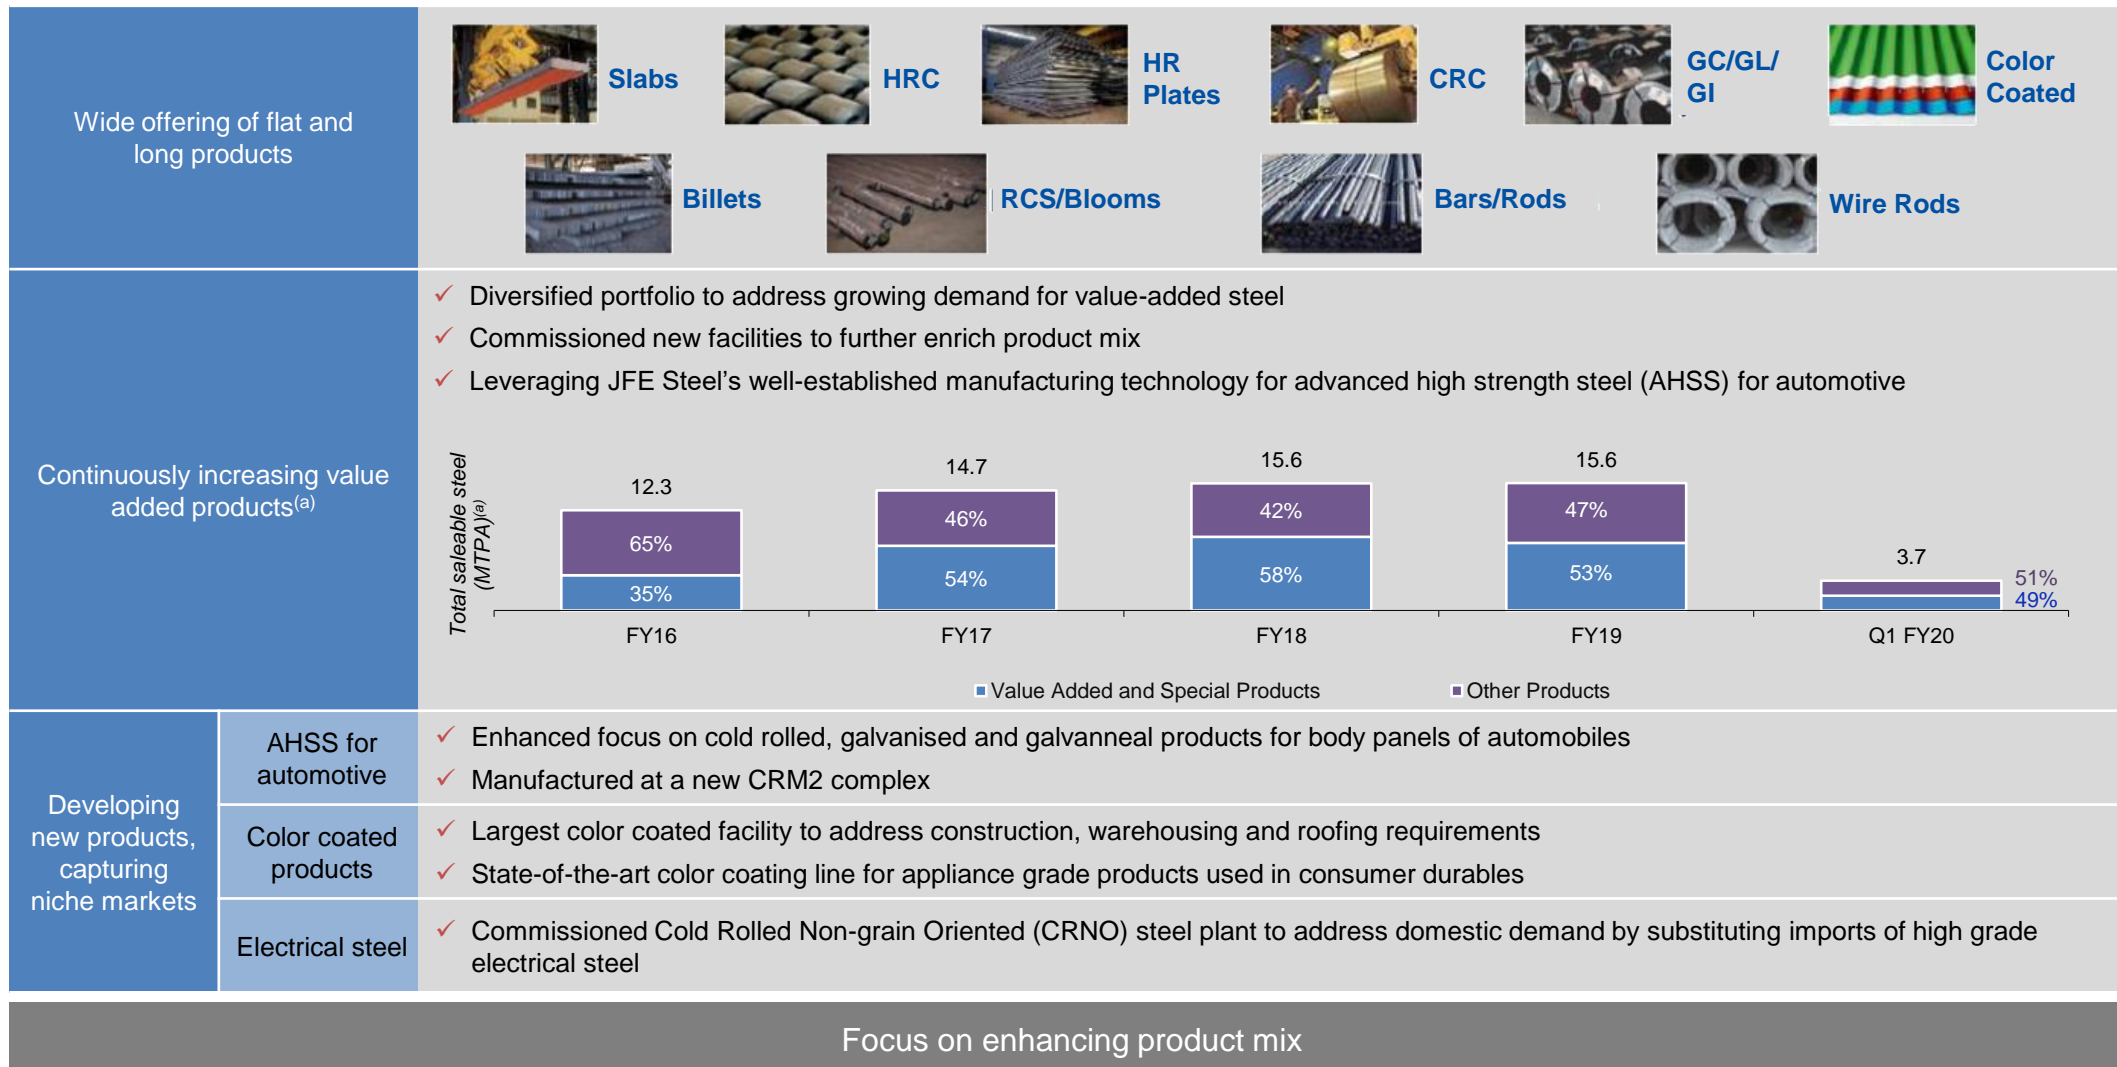 Wide offering of flat and
long products
Slabs
HRC
HR
Plates
CRC
GC/GL/
GI
Color
Coated
Billets
RCS/Blooms
Bars/Rods
Wire Rods
Continuously increasing value
added products(a)
✓ Diversified portfolio to address growing demand for value-added steel
✓ Commissioned new facilities to further enrich product mix
✓ Leveraging JFE Steel’s well-established manufacturing technology for advanced high strength steel (AHSS) for automotive
Total saleable steel
(MTPA)(a)
12.3
14.7
15.6
15.6
3.7
65%
46%
42%
47%
51%
35%
54%
58%
53%
49%
FY16
FY17
FY18
FY19
Q1 FY20
Value Added and Special Products
Other Products
Developing
new products,
capturing
niche markets
AHSS for
automotive
✓ Enhanced focus on cold rolled, galvanised and galvanneal products for body panels of automobiles
✓ Manufactured at a new CRM2 complex
Color coated
products
✓ Largest color coated facility to address construction, warehousing and roofing requirements
✓ State-of-the-art color coating line for appliance grade products used in consumer durables
Electrical steel
✓ Commissioned Cold Rolled Non-grain Oriented (CRNO) steel plant to address domestic demand by substituting imports of high grade
electrical steel
Focus on enhancing product mix